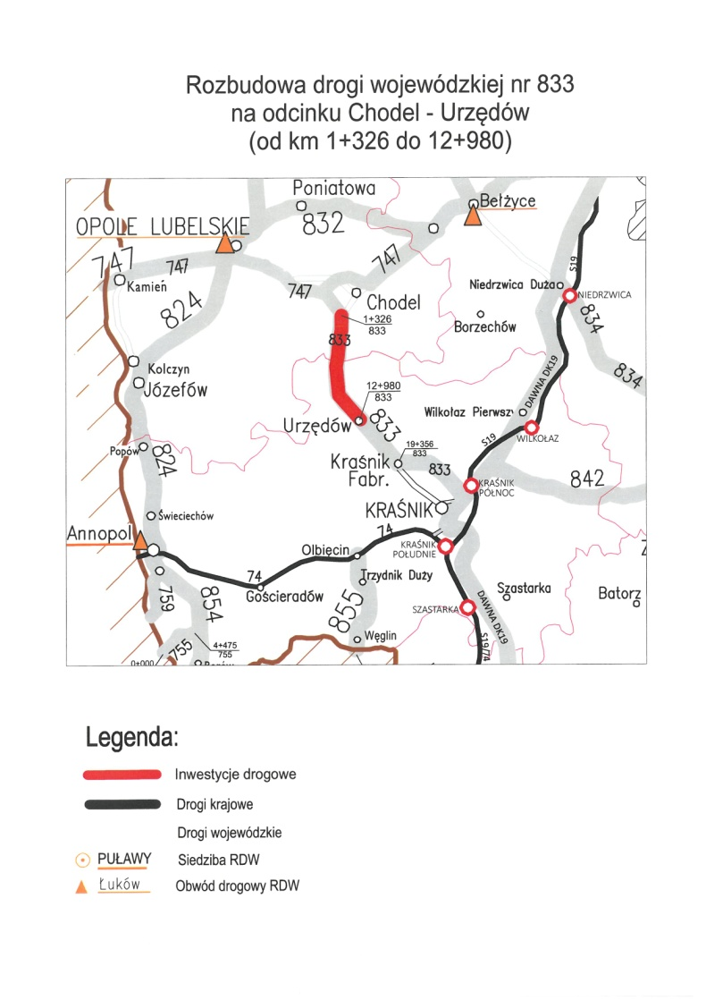 Rozbudowa drogi wojewódzkiej nr 833
na odcinku Chodel - Urzędów
(od km 1+326 do 12+980)
Poniatowa
832
Bełżyce
OPOLE LUBELSKIE
747
747
Kamień
747
747
824
Chodel
1+326
833
833
S19
Niedrzwica Duża
NIEDRZWICA
834
834
Borzechów
Kolczyn
Józefów
DAWNA DK19
12+980
833
Urzędów
833
Wilkołaz Pierwszy
WILKOŁAZ
S19
Popów
824
19+356
833
Kraśnik
Fabr.
833
KRAŚNIK
PÓŁNOC
842
KRAŚNIK
Świeciechów
Annopol
74
KRAŚNIK
POŁUDNIE
Olbięcin
74
Gościeradów
Trzydnik Duży
855
Węglin
759
854
SZASTARKA
Szastarka
DAWNA DK19
S19/74
Batorz
755
4+475
755
0+000
Legenda:
Inwestycje drogowe
Drogi krajowe
Drogi wojewódzkie
PUŁAWY Siedziba RDW
Łuków Obwód drogowy RDW